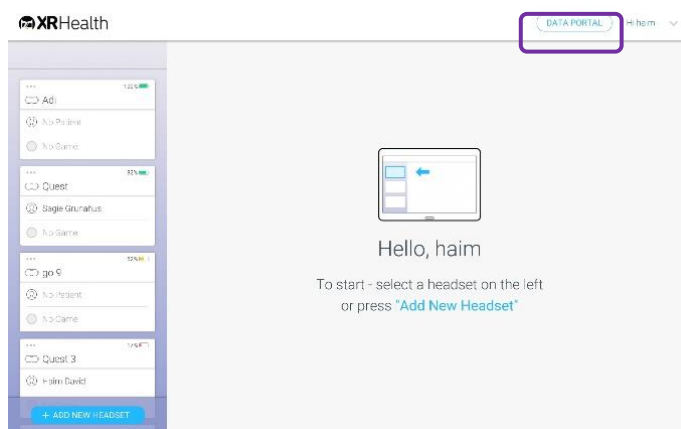 XRHealth
DATA PORTAL
Hi haim
100%
Adi
No Patient
No Game
Quest
No Game
go 9
No Patient
No Game
Quest 3
Haim David
+ ADD NEW HEADSET
Hello, haim
To start - select a headset on the left
or press "Add New Headset"